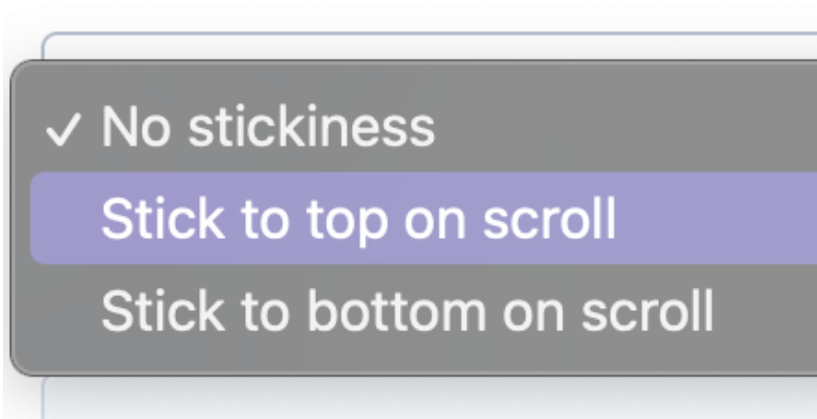 ✓ No stickiness
Stick to top on scroll
Stick to bottom on scroll